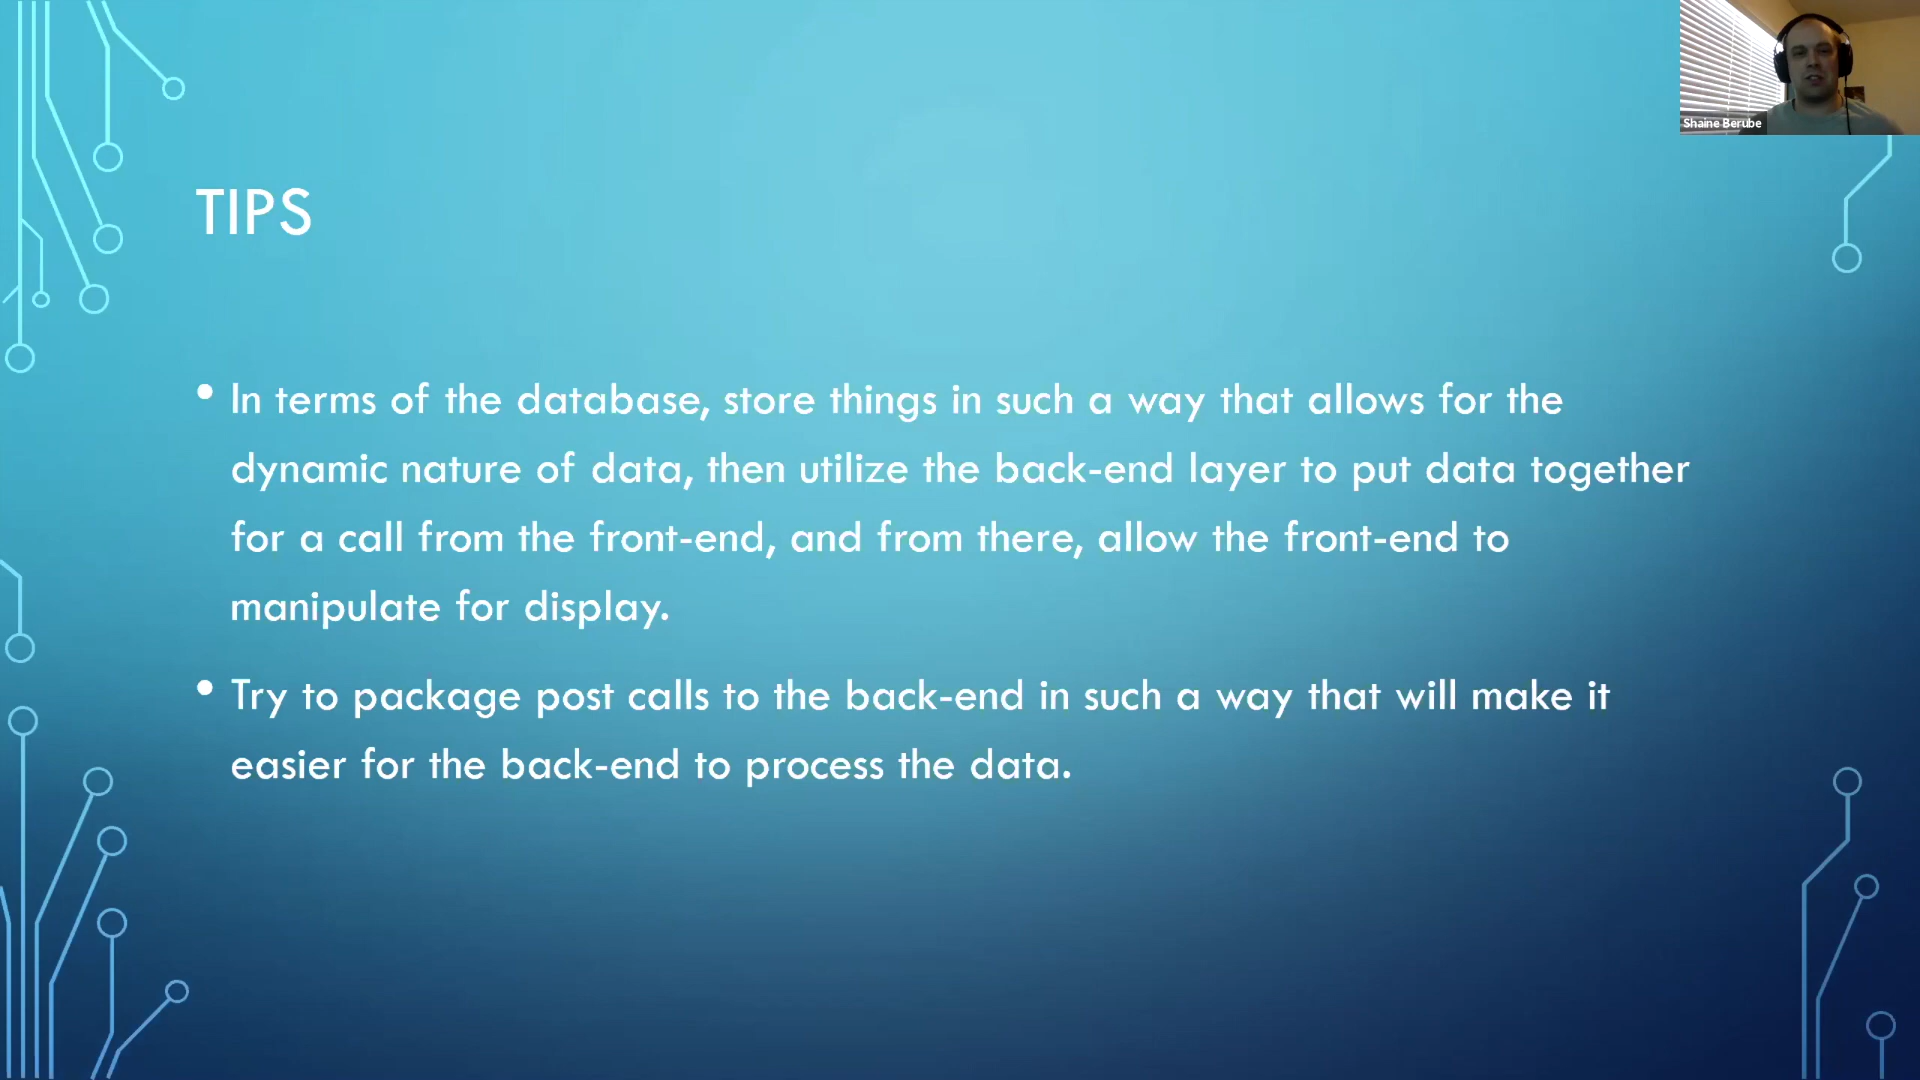 Shaine Berube
TIPS
• In terms of the database, store things in such a way that allows for the
dynamic nature of data, then utilize the back-end layer to put data together
for a call from the front-end, and from there, allow the front-end to
manipulate for display.
• Try to package post calls to the back-end in such a way that will make it
easier for the back-end to process the data.